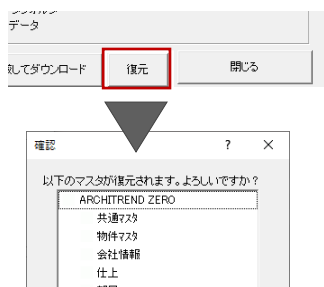 データ
してダウンロード
復元
閉じる
確認
?
×
以下のマスタが復元されます。よろしいですか?
ARCHITREND ZERO
共通マスタ
物件マスタ
会社情報
仕上